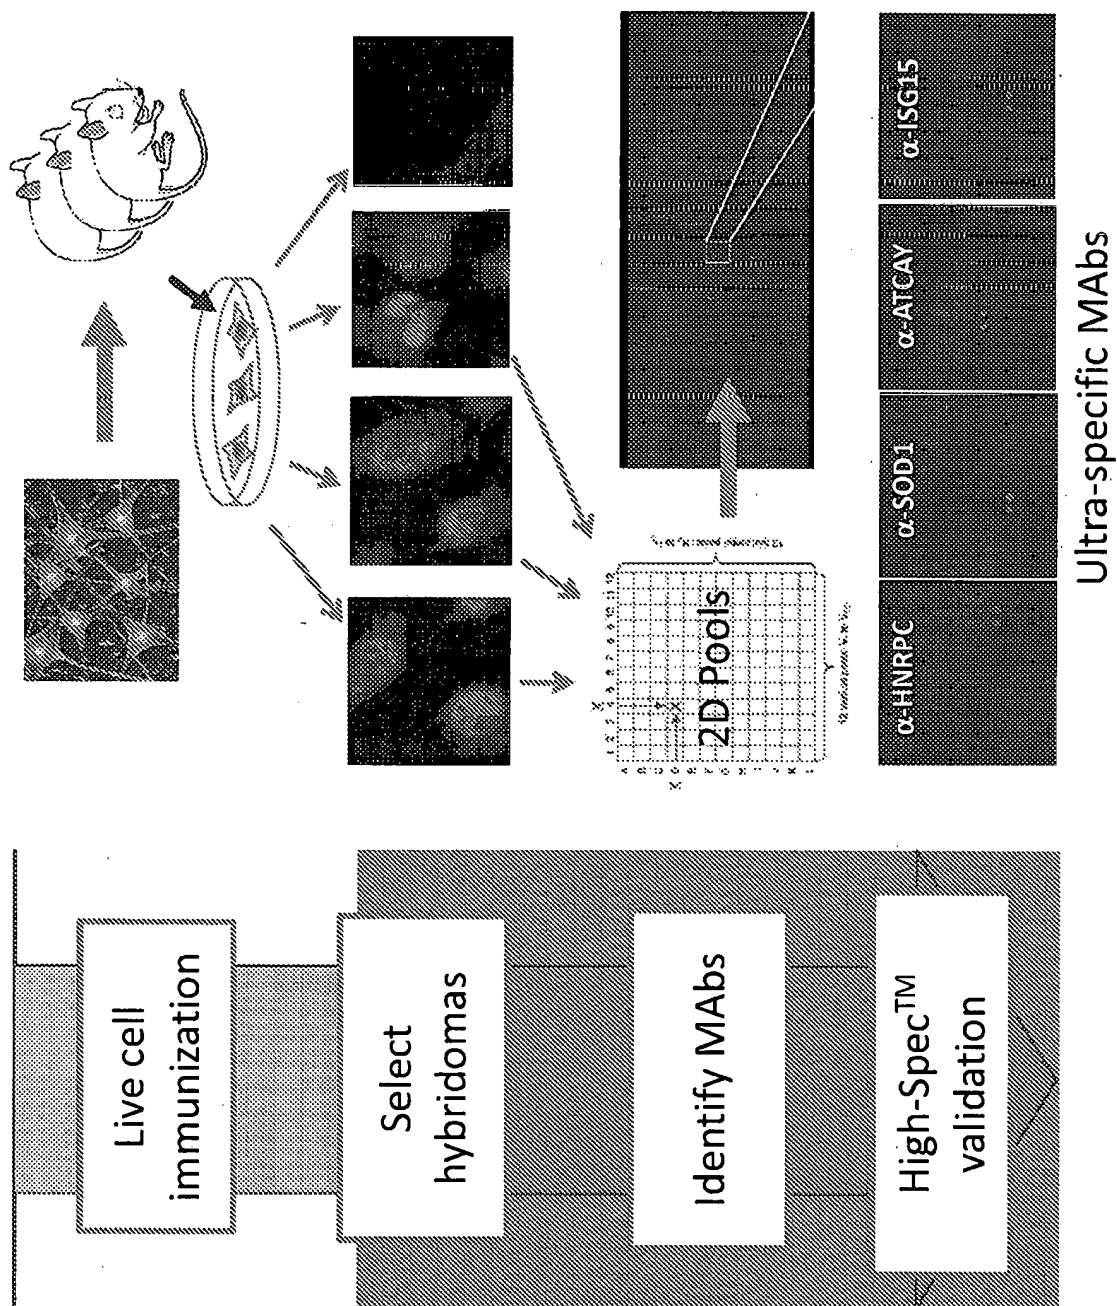 Live cell
immunization
Select
hybridomas
Identify MAbs
High-Spec™
validation
2D Pools
α-HNRPC
α-SOD1
α-ATCAY
α-ISG15
Ultra-specific MAbs